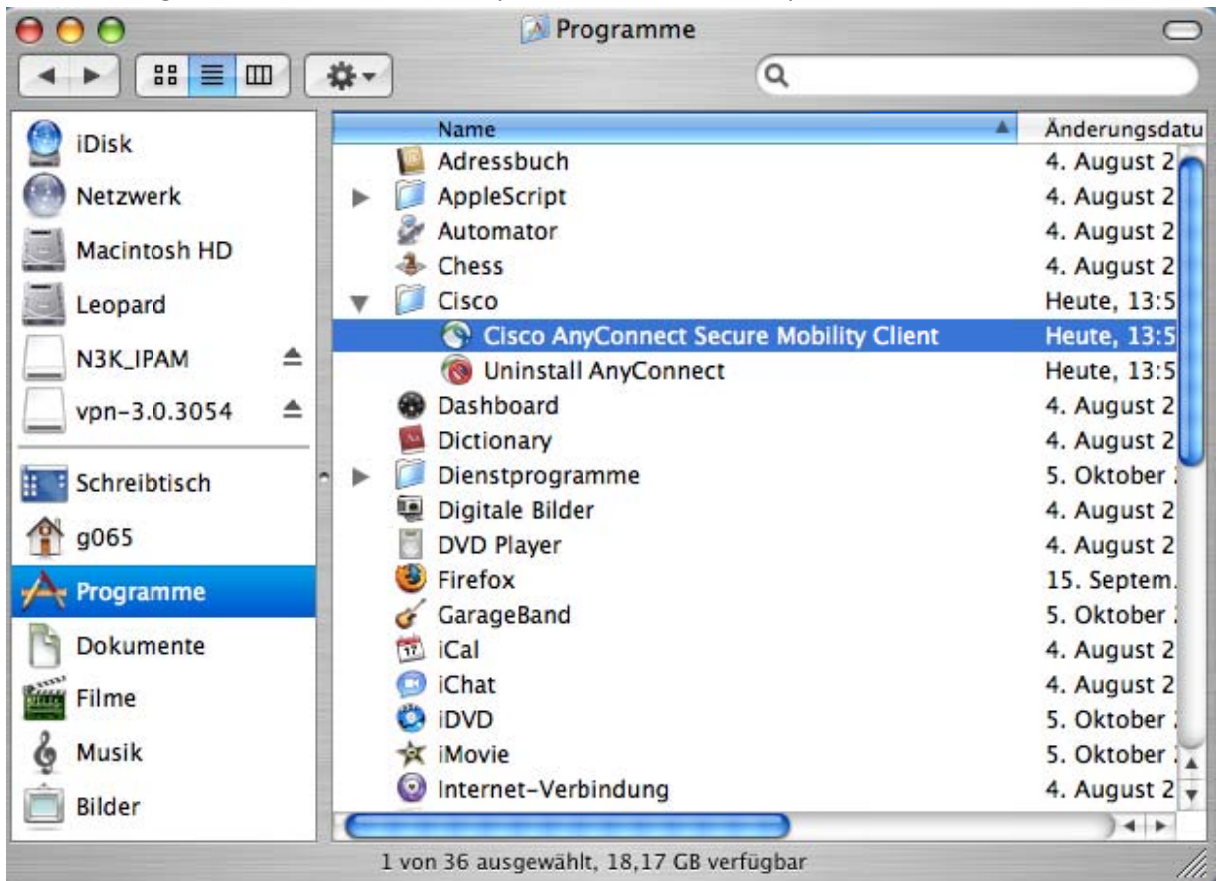 Programme
iDisk
Netzwerk
Macintosh HD
Leopard
N3K_IPAM
vpn-3.0.3054
Schreibtisch
g065
Programme
Dokumente
Filme
Musik
Bilder
Name Änderungsdatu
Adressbuch 4. August 2
AppleScript 4. August 2
Automator 4. August 2
Chess 4. August 2
Cisco Heute, 13:5
Cisco AnyConnect Secure Mobility Client Heute, 13:5
Uninstall AnyConnect Heute, 13:5
Dashboard 4. August 2
Dictionary 4. August 2
Dienstprogramme 5. Oktober
Digitale Bilder 4. August 2
DVD Player 4. August 2
Firefox 15. Septem
GarageBand 5. Oktober
iCal 4. August 2
iChat 4. August 2
iDVD 5. Oktober
iMovie 5. Oktober
Internet-Verbindung 4. August 2
1 von 36 ausgewählt, 18,17 GB verfügbar